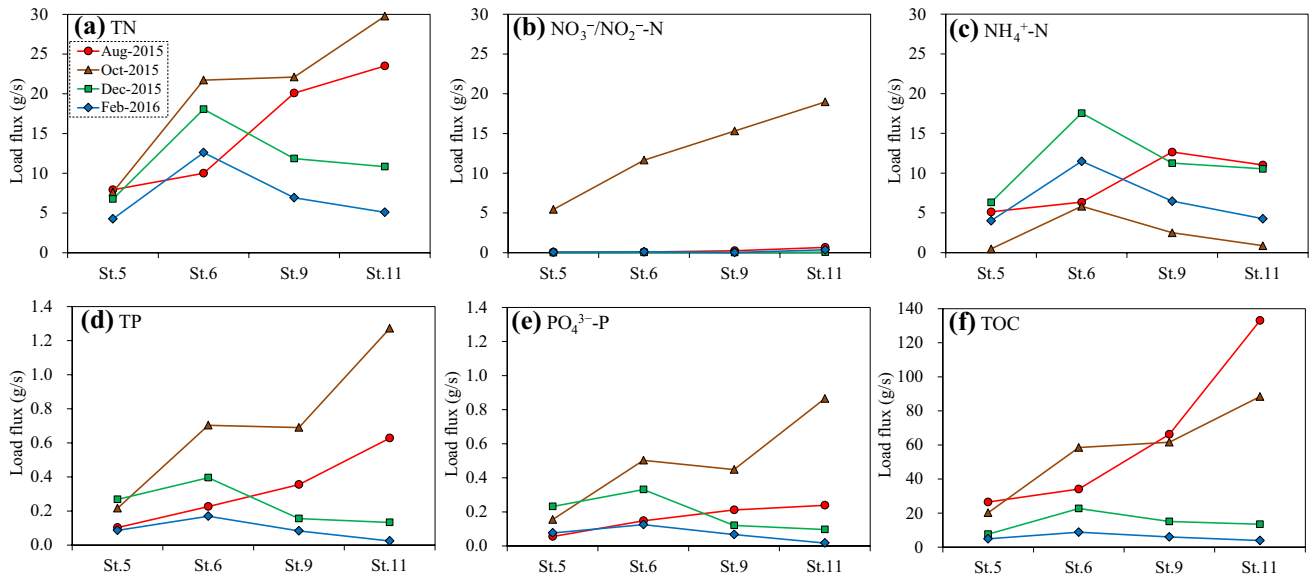 (a) TN
Load flux (g/s)
30
25
20
15
10
5
0
Aug-2015
Oct-2015
Dec-2015
Feb-2016
St.5 St.6 St.9 St.11
(b) NO₃⁻/NO₂⁻-N
Load flux (g/s)
30
25
20
15
10
5
0
St.5 St.6 St.9 St.11
(c) NH₄⁺-N
Load flux (g/s)
30
25
20
15
10
5
0
St.5 St.6 St.9 St.11
(d) TP
Load flux (g/s)
1.4
1.2
1.0
0.8
0.6
0.4
0.2
0.0
St.5 St.6 St.9 St.11
(e) PO₄³⁻-P
Load flux (g/s)
1.4
1.2
1.0
0.8
0.6
0.4
0.2
0.0
St.5 St.6 St.9 St.11
(f) TOC
Load flux (g/s)
140
120
100
80
60
40
20
0
St.5 St.6 St.9 St.11